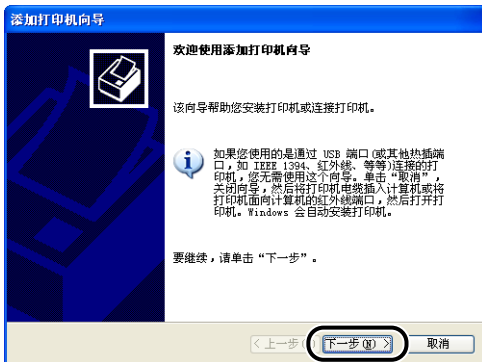 添加打印机向导
欢迎使用添加打印机向导
该向导帮助您安装打印机或连接打印机。
如果您使用的是通过 USB 端口(或其他热插端
口，如 IEEE 1394、红外线、等等)连接的打
印机，您无需使用这个向导。单击“取消”，
关闭向导，然后将打印机电缆插入计算机或将
打印机面向计算机的红外线端口，然后打开打
印机。Windows 会自动安装打印机。
要继续，请单击“下一步”。
< 上一步( 下一步(N) > 取消